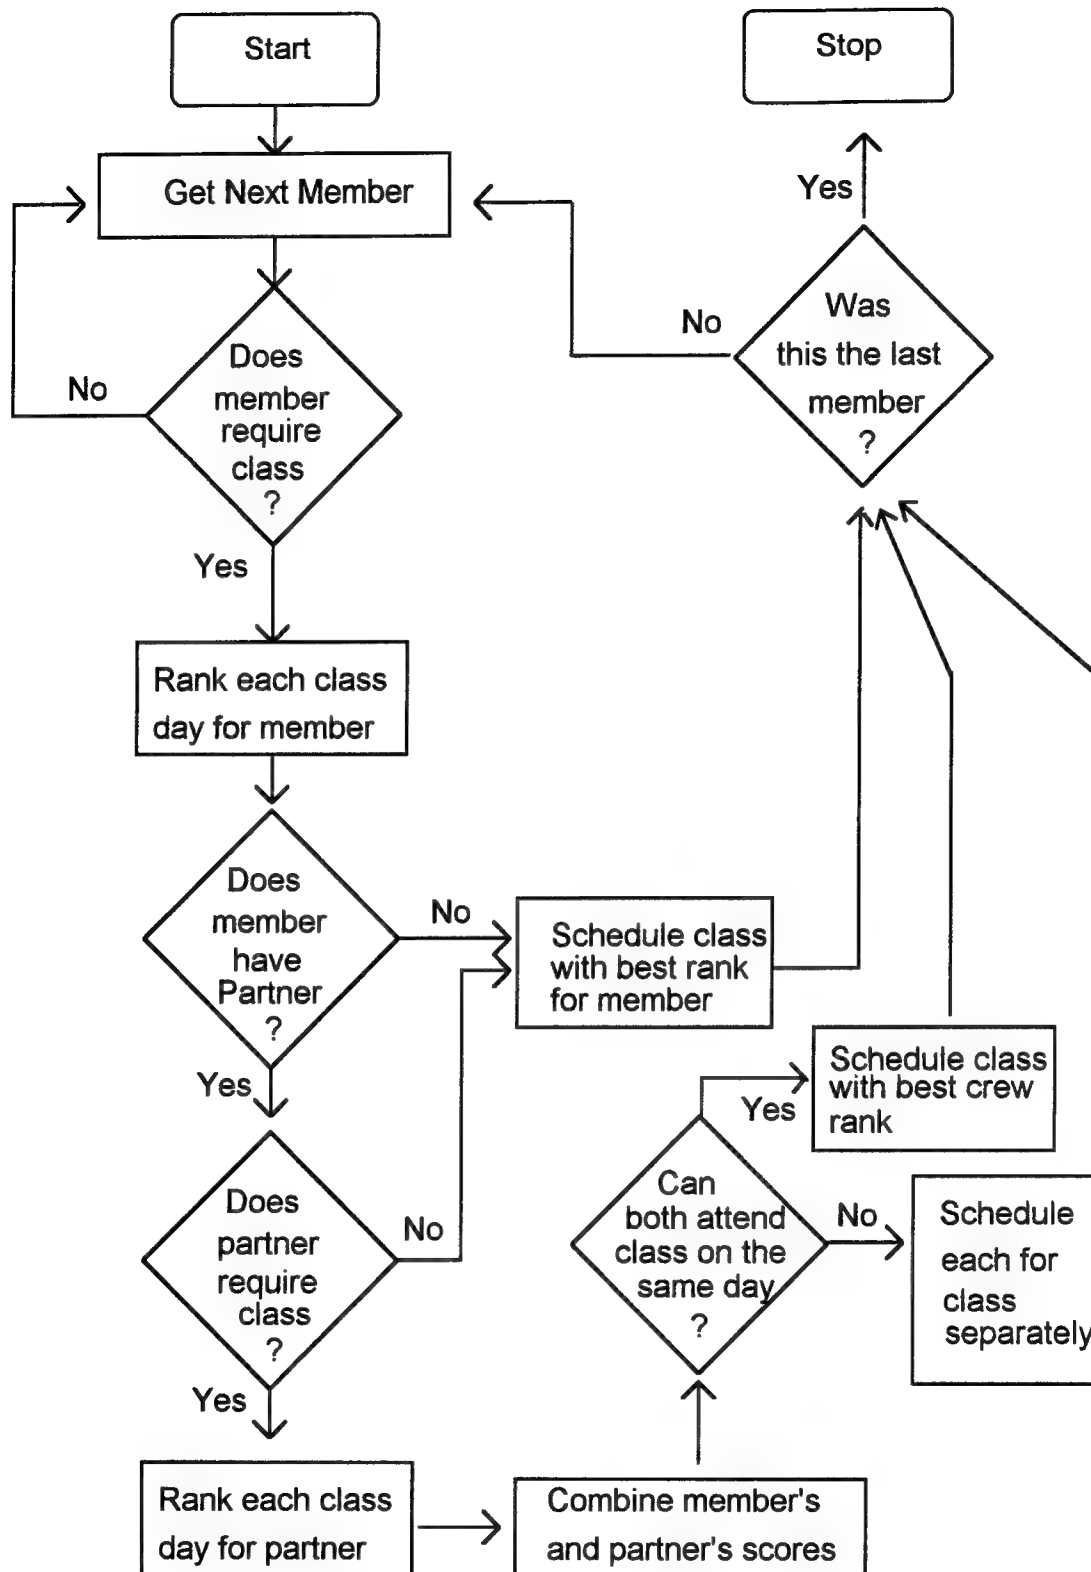 Start
Stop
Get Next Member
Yes
Was
this the last
member
?
No
Does
member
require
class
?
No
Yes
Rank each class
day for member
Does
member
have
Partner
?
No
Schedule class
with best rank
for member
Yes
Schedule class
with best crew
rank
Yes
Can
both attend
class on the
same day
?
No
Schedule
each for
class
separately
Does
partner
require
class
?
No
Yes
Rank each class
day for partner
Combine member's
and partner's scores